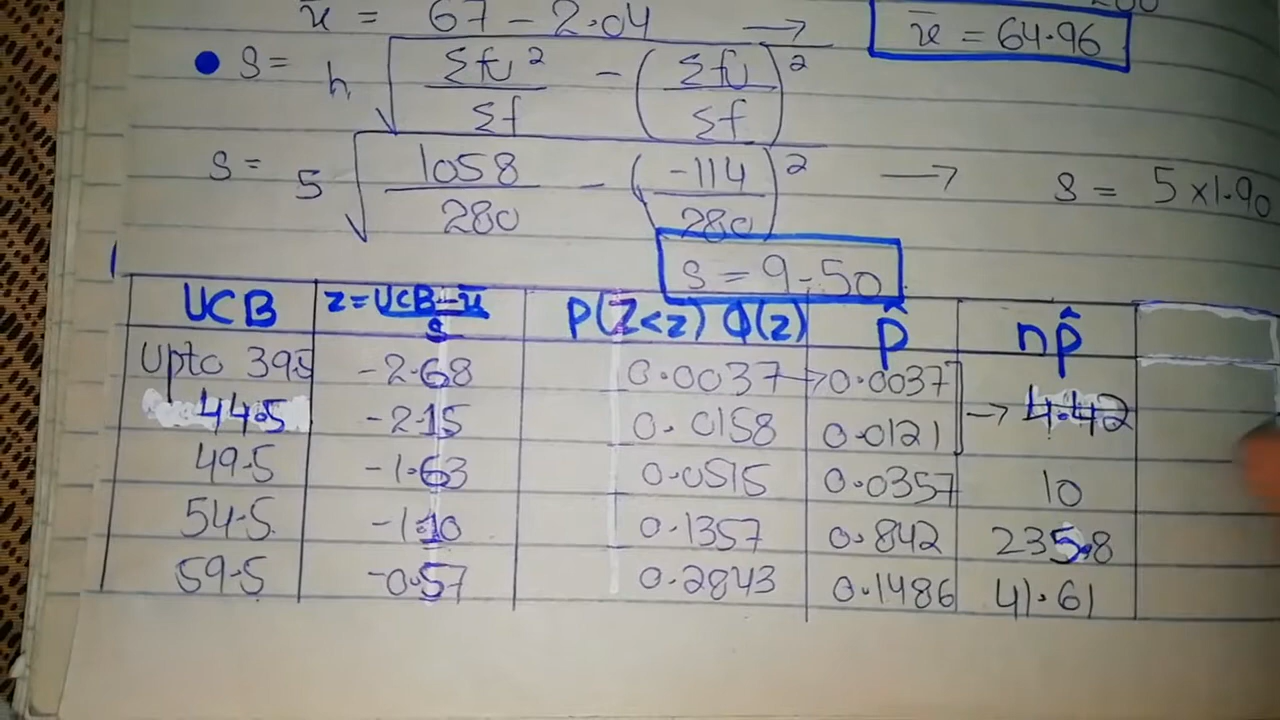 x̄ = 67 - 2.04 → x̄ = 64.96
S = h √ Σfu²/Σf - (Σfu/Σf)²
S = 5 √ 1058/280 - (-114/280)² → S = 5 × 1.90
S = 9.50
UCB z = UCB - x̄/s P(Z<z) Φ(z) p̂ np̂
Upto 39.5 -2.68 0.0037 → 0.0037
44.5 -2.15 0.0158 0.0121 → 4.42
49.5 -1.63 0.0515 0.0357 10
54.5 -1.10 0.1357 0.842 235.8
59.5 -0.57 0.2843 0.1486 41.61